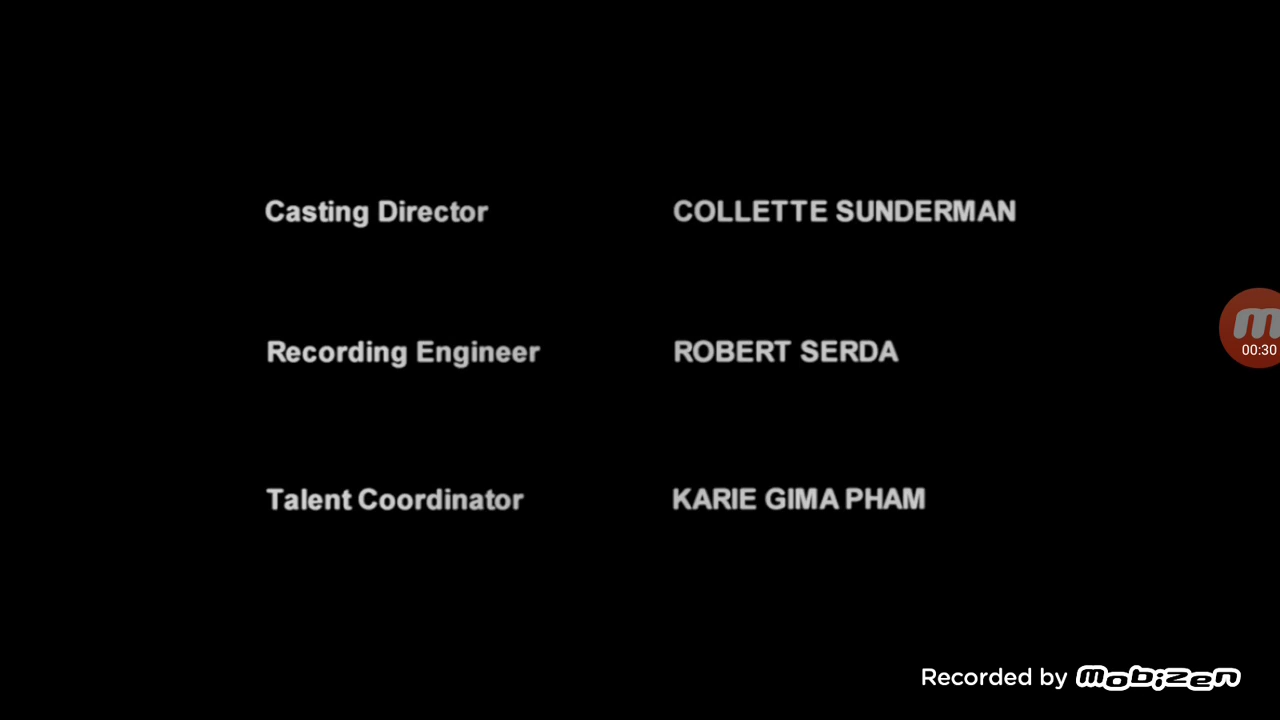 Casting Director COLLETTE SUNDERMAN
Recording Engineer ROBERT SERDA
00:30
Talent Coordinator KARIE GIMA PHAM
Recorded by mobizen